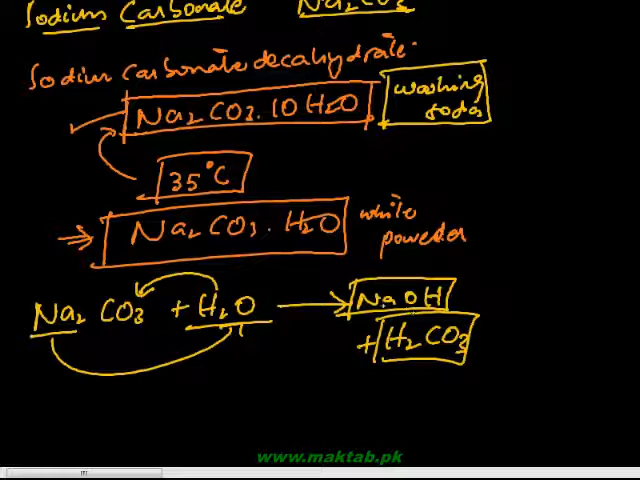 Sodium Carbonate Na2CO3
Sodium Carbonate decahydrate
Na2CO3.10H2O washing soda
35°C
Na2CO3.H2O white powder
Na2CO3 + H2O → NaOH
+ H2CO3
www.maktab.pk